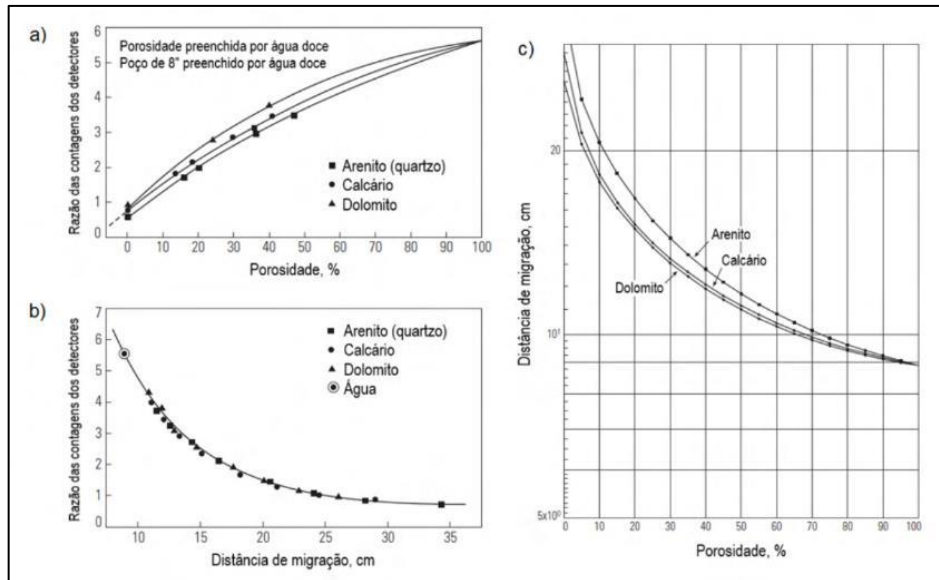 a)
Razão das contagens dos detectores
6
5
4
3
2
1
0
Porosidade preenchida por água doce
Poço de 8" preenchido por água doce
Arenito (quartzo)
Calcário
Dolomito
0 10 20 30 40 50 60 70 80 90 100
Porosidade, %
b)
Razão das contagens dos detectores
7
6
5
4
3
2
1
0
Arenito (quartzo)
Calcário
Dolomito
Água
10 15 20 25 30 35
Distância de migração, cm
c)
Distância de migração, cm
20
10¹
5x10⁰
Arenito
Calcário
Dolomito
0 10 20 30 40 50 60 70 80 90 100
Porosidade, %